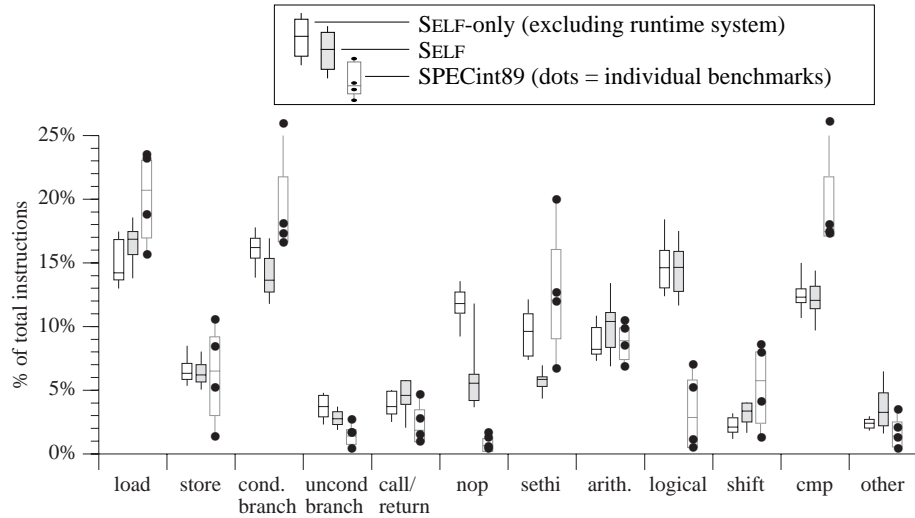 SELF-only (excluding runtime system)
SELF
SPECint89 (dots = individual benchmarks)
25%
20%
15%
10%
5%
0%
% of total instructions
load
store
cond. branch
uncond branch
call/ return
nop
sethi
arith.
logical
shift
cmp
other